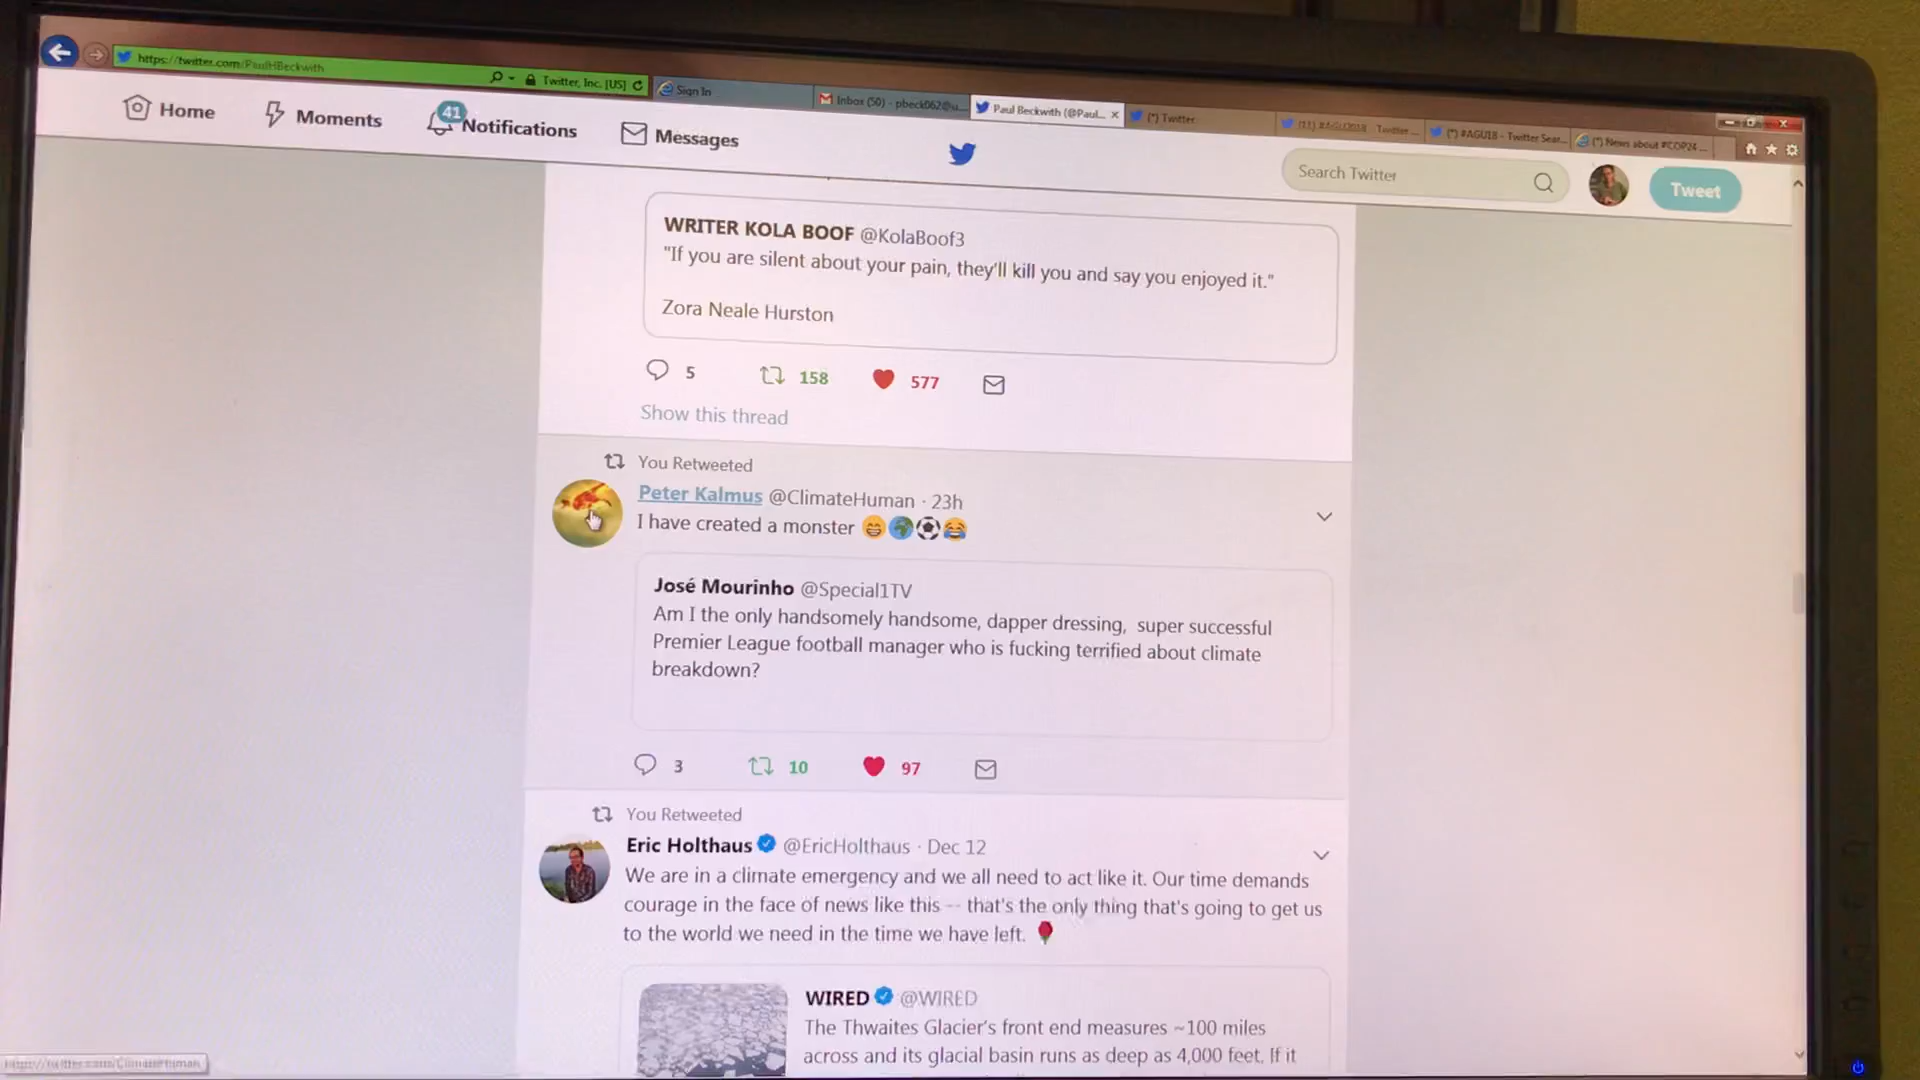 https://twitter.com/PaulHBeckwith
Twitter, Inc. [US]
Sign In
Inbox (50) - pbeck062@u...
Paul Beckwith (@Paul...
(*) Twitter
(11) #AGU2018 - Twitter ...
(*) #AGU18 - Twitter Sear...
(*) News about #COP24 ...
Home
Moments
41
Notifications
Messages
Search Twitter
Tweet
WRITER KOLA BOOF @KolaBoof3
"If you are silent about your pain, they'll kill you and say you enjoyed it."
Zora Neale Hurston
5 158 577
Show this thread
You Retweeted
Peter Kalmus @ClimateHuman · 23h
I have created a monster 😄🌍⚽😂
José Mourinho @Special1TV
Am I the only handsomely handsome, dapper dressing, super successful
Premier League football manager who is fucking terrified about climate
breakdown?
3 10 97
You Retweeted
Eric Holthaus @EricHolthaus · Dec 12
We are in a climate emergency and we all need to act like it. Our time demands
courage in the face of news like this -- that's the only thing that's going to get us
to the world we need in the time we have left. 🌹
WIRED @WIRED
The Thwaites Glacier's front end measures ~100 miles
across and its glacial basin runs as deep as 4,000 feet. If it
https://twitter.com/ClimateHuman